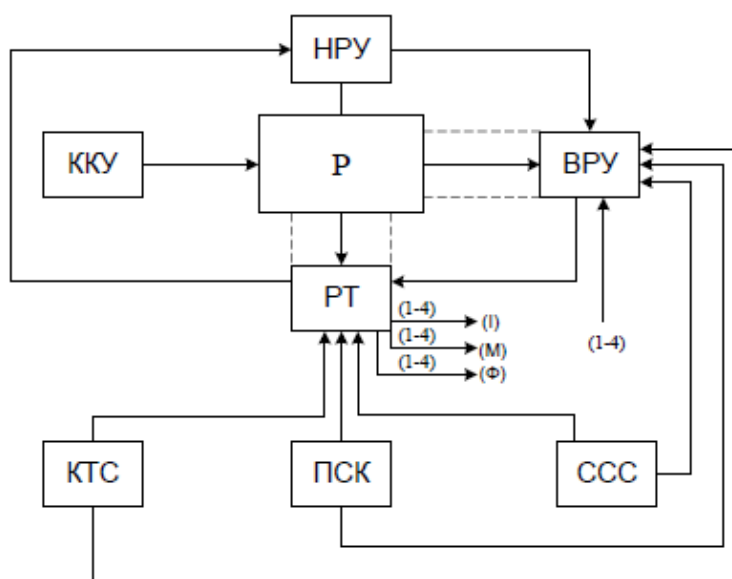 НРУ
ККУ
Р
ВРУ
РТ
(1-4)
(І)
(1-4)
(М)
(1-4)
(Ф)
(1-4)
КТС
ПСК
ССС